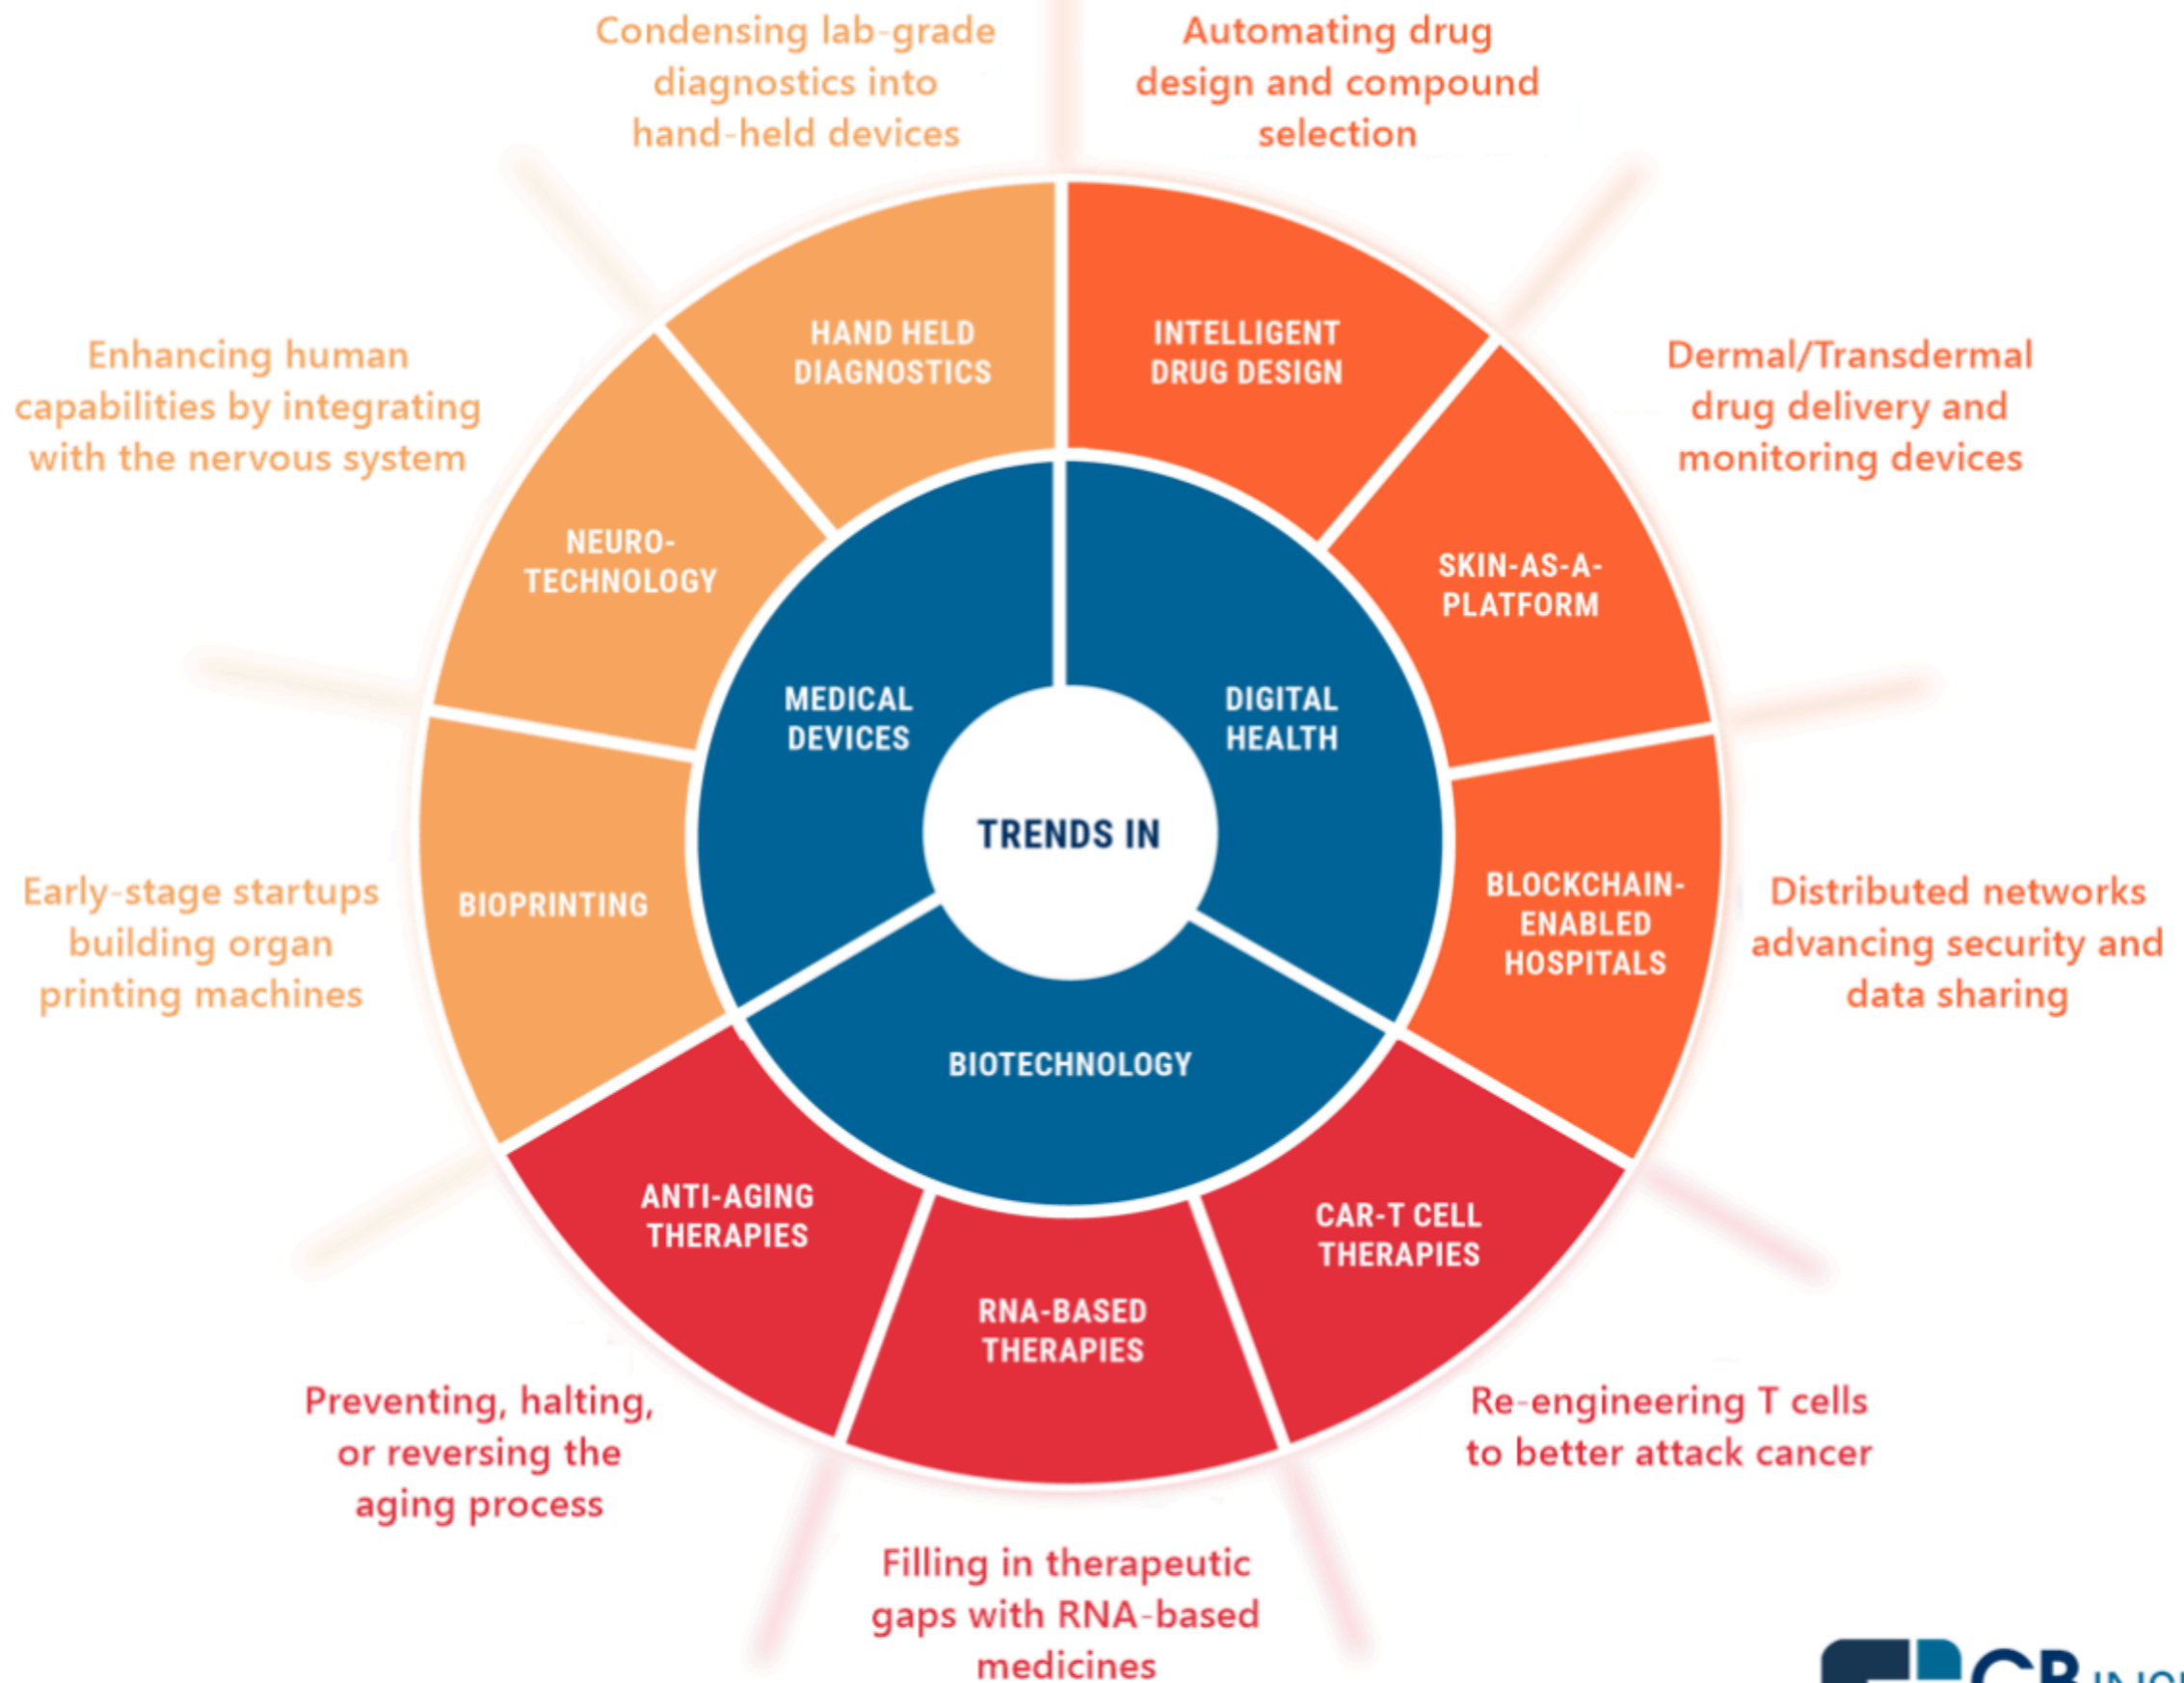 Condensing lab-grade
diagnostics into
hand-held devices
Automating drug
design and compound
selection
HAND HELD
DIAGNOSTICS
INTELLIGENT
DRUG DESIGN
Enhancing human
capabilities by integrating
with the nervous system
Dermal/Transdermal
drug delivery and
monitoring devices
NEURO-
TECHNOLOGY
SKIN-AS-A-
PLATFORM
MEDICAL
DEVICES
DIGITAL
HEALTH
TRENDS IN
Early-stage startups
building organ
printing machines
BIOPRINTING
BLOCKCHAIN-
ENABLED
HOSPITALS
Distributed networks
advancing security and
data sharing
BIOTECHNOLOGY
ANTI-AGING
THERAPIES
RNA-BASED
THERAPIES
CAR-T CELL
THERAPIES
Preventing, halting,
or reversing the
aging process
Re-engineering T cells
to better attack cancer
Filling in therapeutic
gaps with RNA-based
medicines
CB